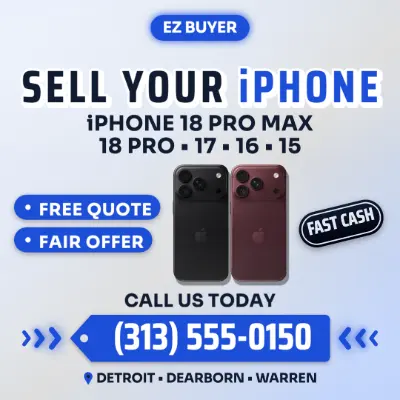 EZ BUYER
SELL YOUR iPHONE
iPHONE 18 PRO MAX
18 PRO ▪ 17 ▪ 16 ▪ 15
• FREE QUOTE
• FAIR OFFER
FAST CASH
CALL US TODAY
(313) 555-0150
DETROIT ▪ DEARBORN ▪ WARREN